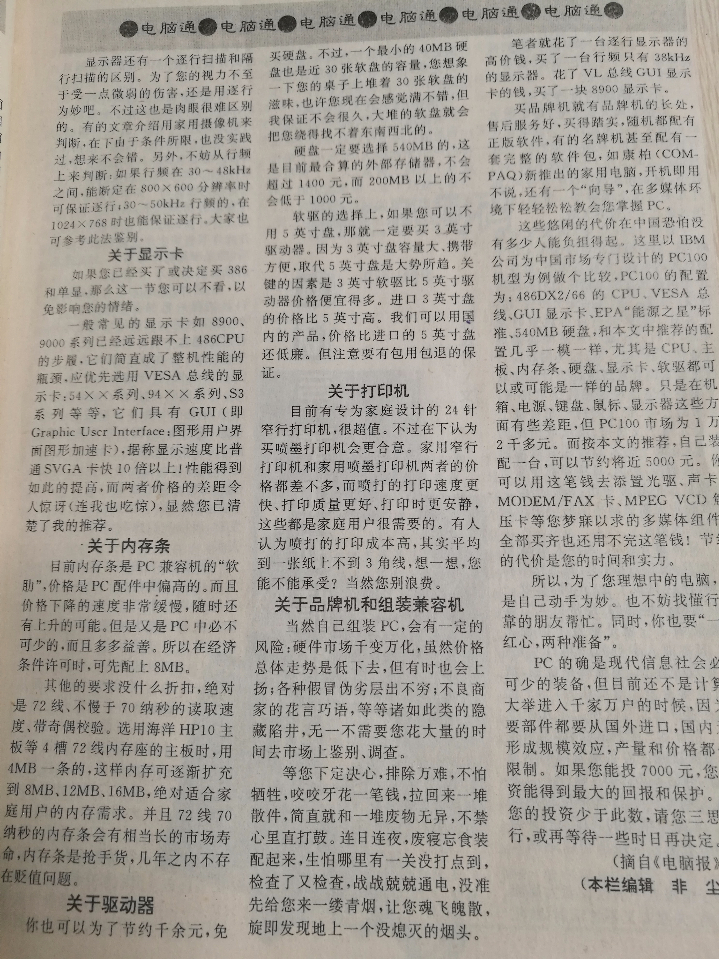 电脑通 电脑通 电脑通 电脑通 电脑通 电脑通
显示器还有一个逐行扫描和隔
行扫描的区别。为了您的视力不至
于受一点微弱的伤害,还是用逐行
为妙吧。不过这也是肉眼很难区别
的。有的文章介绍用家用摄像机来
判断,在下由于条件所限,也没实践
过,想来不会错。另外,不妨从行频
上来判断:如果行频在30～48kHz
之间,能断定在800×600分辨率时
可保证逐行;30～50kHz行频的,在
1024×768时也能保证逐行。大家也
可参考此法鉴别。
关于显示卡
如果您已经买了或决定买386
和单显,那么这一节您可以不看,以
免影响您的情绪。
一般常见的显示卡如8900、
9000系列已经远远跟不上486CPU
的步履,它们简直成了整机性能的
瓶颈,应优先选用VESA总线的显
示卡:54××系列、94××系列、S3
系列等等,它们具有GUI(即
Graphic User Interface:图形用户界
面图形加速卡),据称显示速度比普
通SVGA卡快10倍以上!性能得到
如此的提高,而两者价格的差距令
人惊讶(连我也吃惊),显然您已清
楚了我的推荐。
关于内存条
目前内存条是PC兼容机的“软
肋”,价格是PC配件中偏高的。而且
价格下降的速度非常缓慢,随时还
有上升的可能。但是又是PC中必不
可少的,而且多多益善。所以在经济
条件许可时,可先配上8MB。
其他的要求没什么折扣,绝对
是72线、不慢于70纳秒的读取速
度、带奇偶校验。选用海洋HP10主
板等4槽72线内存座的主板时,用
4MB一条的,这样内存可逐渐扩充
到8MB、12MB、16MB,绝对适合家
庭用户的内存需求。并且72线70
纳秒的内存条会有相当长的市场寿
命,内存条是抢手货,几年之内不存
在贬值问题。
关于驱动器
你也可以为了节约千余元,免
买硬盘。不过,一个最小的40MB硬
盘也是近30张软盘的容量,您想象
一下您的桌子上堆着30张软盘的
滋味,也许您现在会感觉满不错,但
我保证不会很久,大堆的软盘就会
把您绕得找不着东南西北的。
硬盘一定要选择540MB的,这
是目前最合算的外部存储器,不会
超过1400元,而200MB以上的不
会低于1000元。
软驱的选择上,如果您可以不
用5英寸盘,那就一定要买3英寸
驱动器。因为3英寸盘容量大、携带
方便,取代5英寸盘是大势所趋。关
键的因素是3英寸软驱比5英寸驱
动器价格便宜得多。进口3英寸盘
的价格比5英寸高。我们可以用国
内的产品,价格比进口的5英寸盘
还低廉。但注意要有包用包退的保
证。
关于打印机
目前有专为家庭设计的24针
窄行打印机,很超值。不过在下认为
买喷墨打印机会更合意。家用窄行
打印机和家用喷墨打印机两者的价
格都差不多,而喷打的打印速度更
快、打印质量更好、打印时更安静,
这些都是家庭用户很需要的。有人
认为喷打的打印成本高,其实平均
到一张纸上不到3角线,想一想,您
能不能承受?当然您别浪费。
关于品牌机和组装兼容机
当然自己组装PC,会有一定的
风险:硬件市场千变万化,虽然价格
总体走势是低下去,但有时也会上
扬;各种假冒伪劣层出不穷;不良商
家的花言巧语,等等诸如此类的隐
藏陷井,无一不需要您花大量的时
间去市场上鉴别、调查。
等您下定决心,排除万难,不怕
牺牲,咬咬牙花一笔钱,拉回来一堆
散件,简直就和一堆废物无异,不禁
心里直打鼓。连日连夜,废寝忘食装
配起来,生怕哪里有一关没打点到,
检查了又检查,战战兢兢通电,没准
先给您来一缕青烟,让您魂飞魄散,
旋即发现地上一个没熄灭的烟头。
笔者就花了一台逐行显示器的
高价钱,买了一台行频只有38kHz
的显示器。花了VL总线GUI显示
卡的钱,买了一块8900显示卡。
买品牌机就有品牌机的长处,
售后服务好,买得踏实,随机都配有
正版软件,有的名牌机甚至配有一
套完整的软件包,如康柏(COM-
PAQ)新推出的家用电脑,开机即用
不说,还有一个“向导”,在多媒体环
境下轻轻松松教会您掌握PC。
这些悠闲的代价在中国恐怕没
有多少人能负担得起。这里以IBM
公司为中国市场专门设计的PC100
机型为例做个比较,PC100的配置
为:486DX2/66的CPU、VESA总
线、GUI显示卡、EPA“能源之星”标
准、540MB硬盘,和本文中推荐的配
置几乎一模一样,尤其是CPU、主
板、内存条、硬盘、显示卡、软驱都可
以或可能是一样的品牌。只是在机
箱、电源、键盘、鼠标、显示器这些方
面有些差距,但PC100市场为1万
2千多元。而按本文的推荐,自己装
配一台,可以节约将近5000元。你
可以用这笔钱去添置光驱、声卡
MODEM/FAX卡、MPEG VCD
压卡等您梦寐以求的多媒体组件
全部买齐也还用不完这笔钱!节约
的代价是您的时间和实力。
所以,为了您理想中的电脑,
是自己动手为妙。也不妨找懂行
靠的朋友帮忙。同时,你也要“一
红心,两种准备”。
PC的确是现代信息社会必
可少的装备,但目前还不是计算
大举进入千家万户的时候,因为
要部件都要从国外进口,国内
形成规模效应,产量和价格都
限制。如果您能投7000元,您
资能得到最大的回报和保护。
您的投资少于此数,请您三思
行,或再等待一些时日再决定。
(摘自《电脑报》
(本栏编辑 非 尘